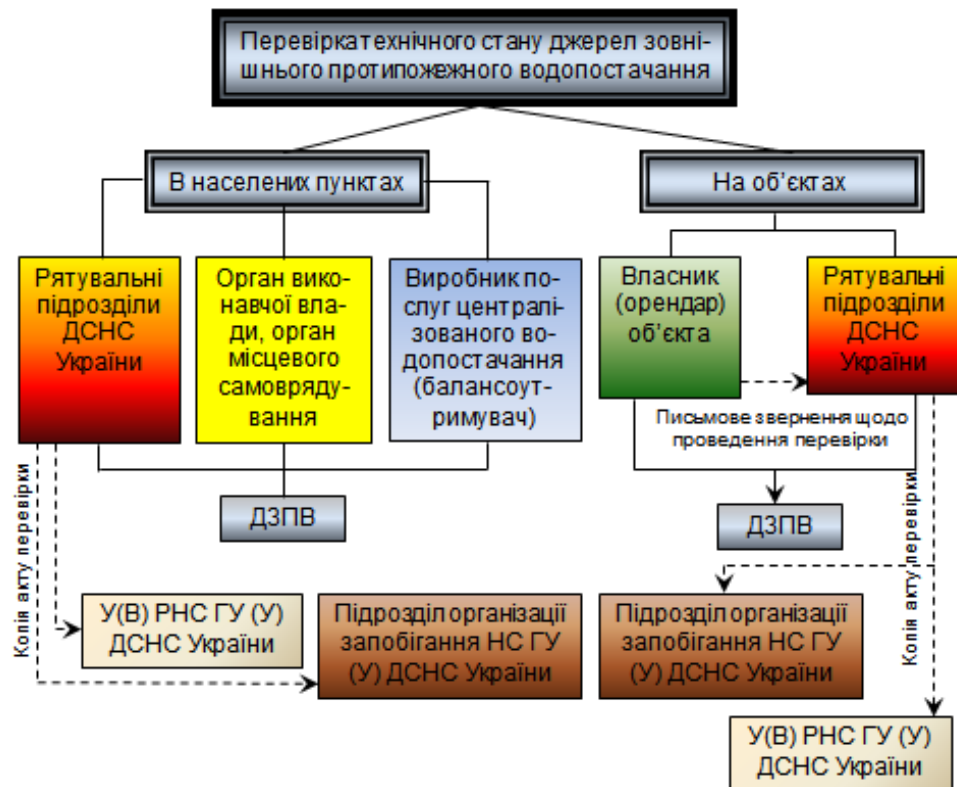 Перевіркатехнічного стану джерел зовні-
шнього протипожежного водопостачання
В населених пунктах
На об’єктах
Рятувальні
підрозділи
ДСНС
України
Орган вико-
навчої вла-
ди, орган
місцевого
самовряду-
вання
Виробник по-
слуг централі-
зованого во-
допостачання
(балансоут-
римувач)
Власник
(орендар)
об’єкта
Рятувальні
підрозділи
ДСНС
України
Письмове звернення щодо
проведення перевірки
ДЗПВ
ДЗПВ
Копія акту перевірки
Копія акту перевірки
У(В) РНС ГУ (У)
ДСНС України
Підрозділ організації
запобігання НС ГУ
(У) ДСНС України
Підрозділ організації
запобігання НС ГУ
(У) ДСНС України
У(В) РНС ГУ (У)
ДСНС України